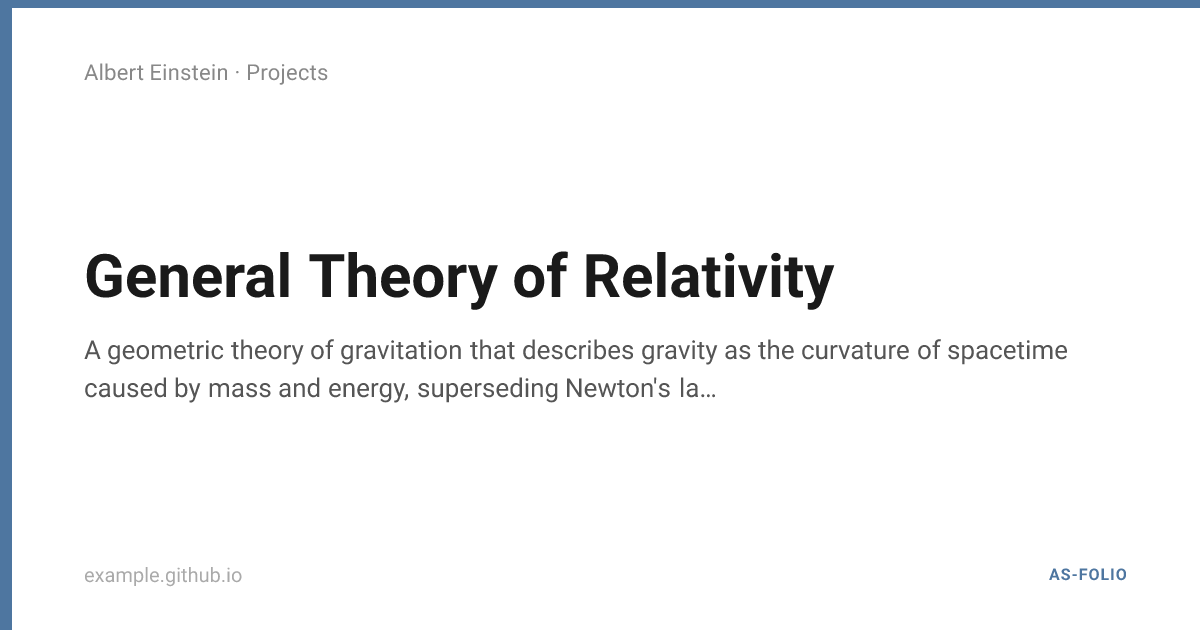 Albert Einstein · Projects
General Theory of Relativity
A geometric theory of gravitation that describes gravity as the curvature of spacetime
caused by mass and energy, superseding Newton's la…
example.github.io
AS-FOLIO